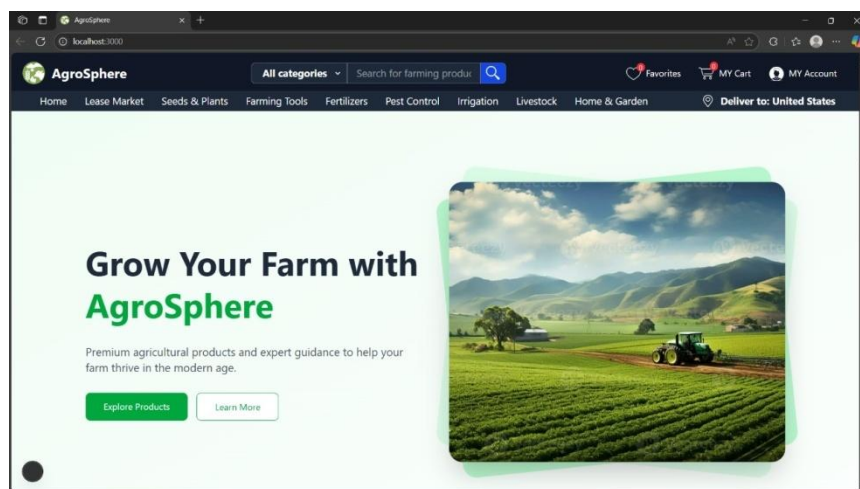 AgroSphere
localhost:3000
AgroSphere
All categories
Search for farming produc
Favorites
MY Cart
MY Account
Home
Lease Market
Seeds & Plants
Farming Tools
Fertilizers
Pest Control
Irrigation
Livestock
Home & Garden
Deliver to: United States
Grow Your Farm with
AgroSphere
Premium agricultural products and expert guidance to help your
farm thrive in the modern age.
Explore Products
Learn More